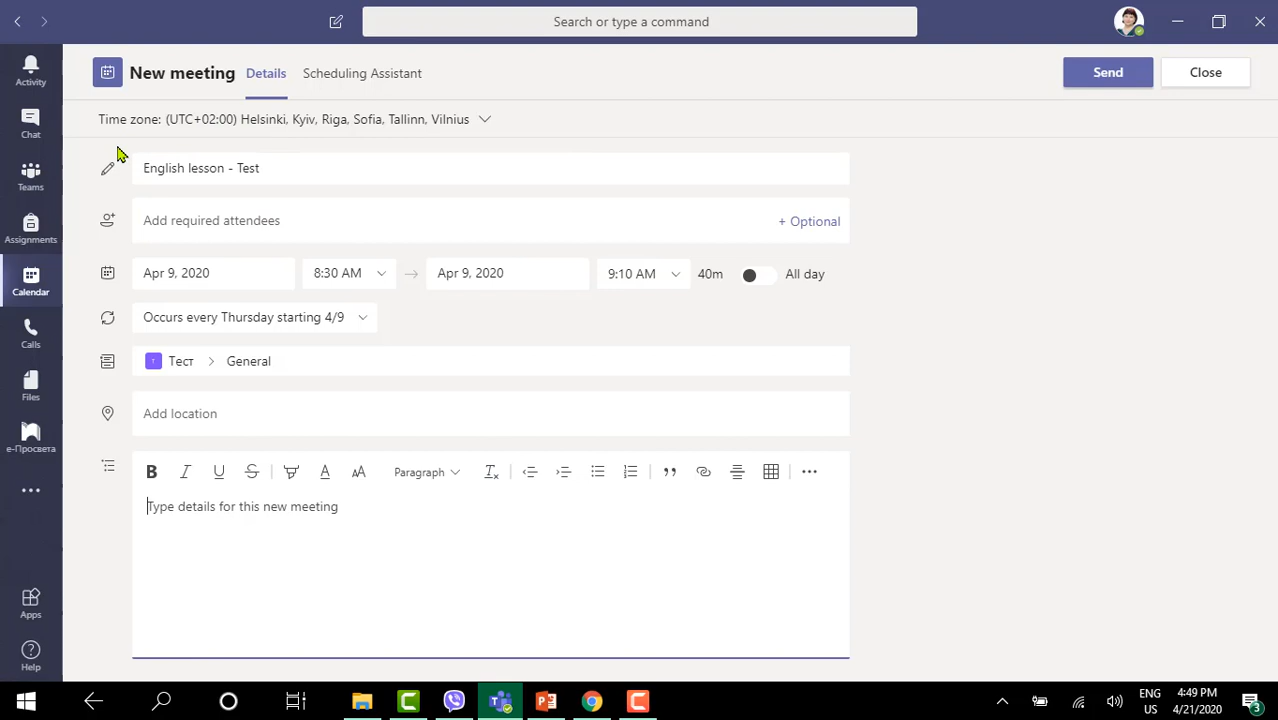 Search or type a command
New meeting
Details
Scheduling Assistant
Send
Close
Time zone: (UTC+02:00) Helsinki, Kyiv, Riga, Sofia, Tallinn, Vilnius
English lesson - Test
Add required attendees
+ Optional
Apr 9, 2020
8:30 AM
Apr 9, 2020
9:10 AM
40m
All day
Occurs every Thursday starting 4/9
Тест
General
Add location
B
I
U
S
A
AA
Paragraph
Type details for this new meeting
Activity
Chat
Teams
Assignments
Calendar
Calls
Files
е-Просвета
Apps
Help
ENG
US
4:49 PM
4/21/2020
3